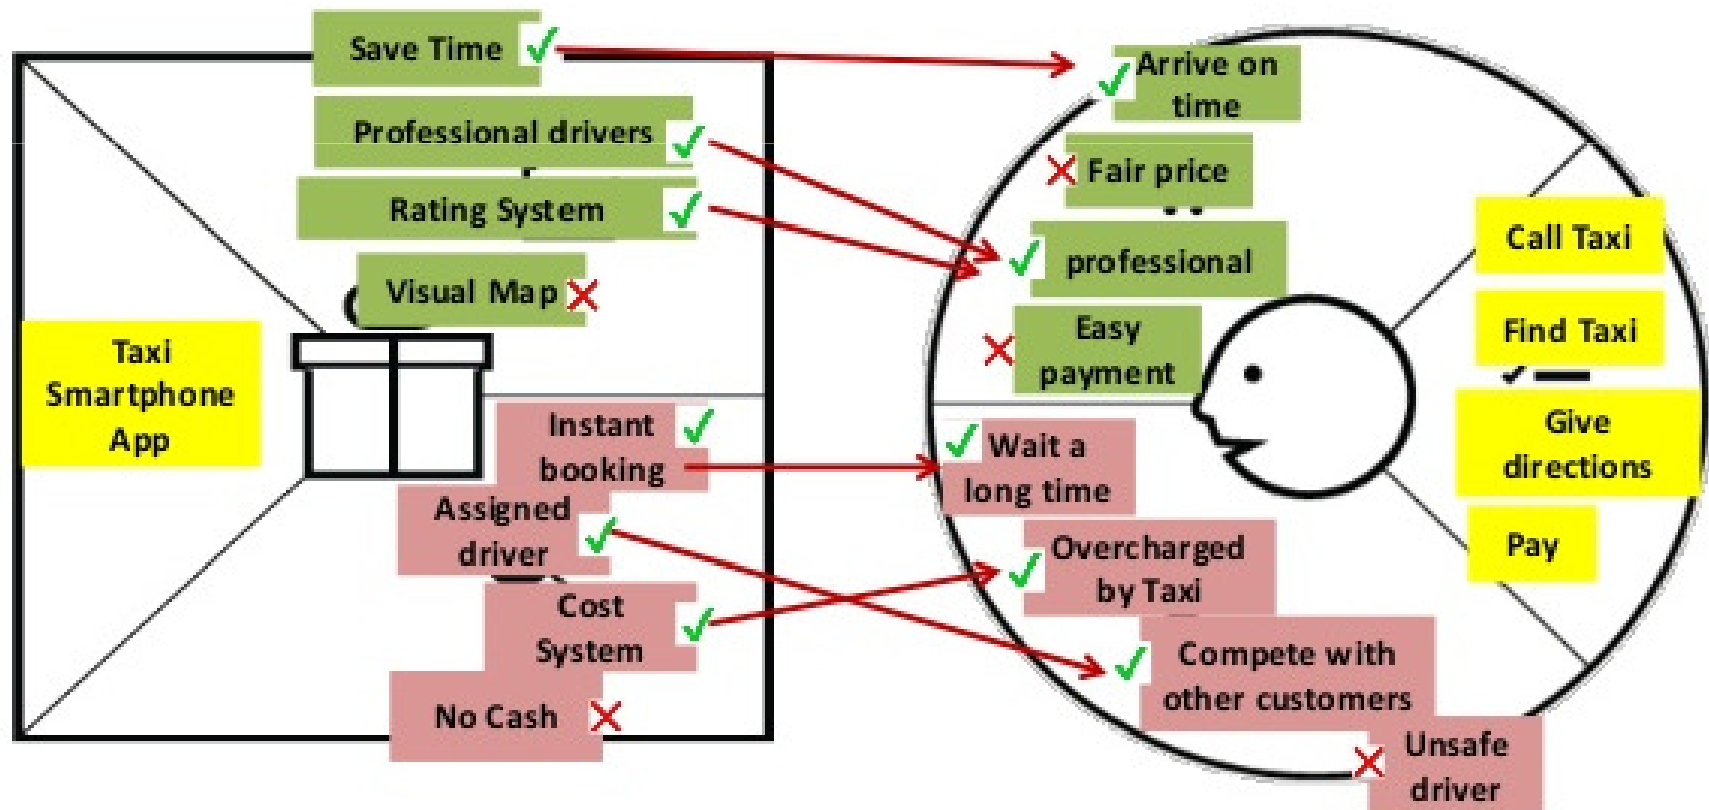 Save Time
Professional drivers
Rating System
Visual Map
Taxi
Smartphone
App
Instant
booking
Assigned
driver
Cost
System
No Cash
Arrive on
time
Fair price
professional
Easy
payment
Wait a
long time
Overcharged
by Taxi
Compete with
other customers
Unsafe
driver
Call Taxi
Find Taxi
Give
directions
Pay